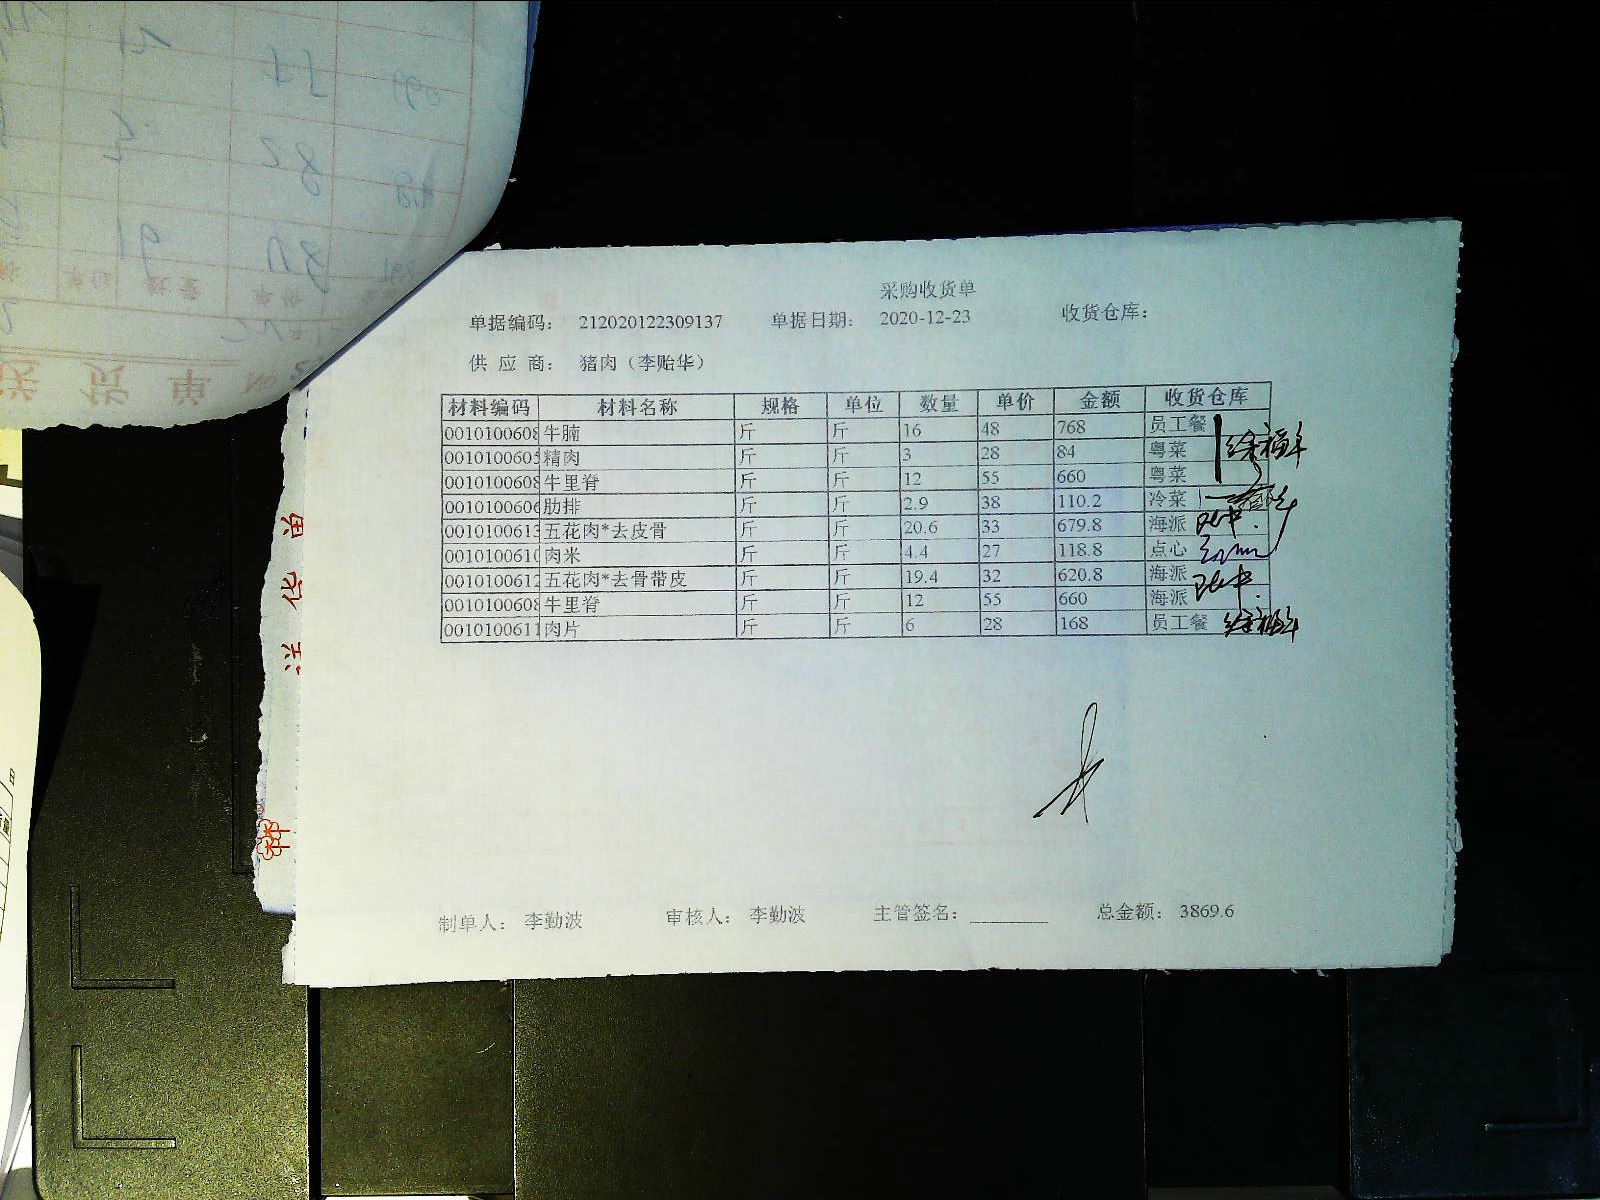 采购收货单
单据编码： 212020122309137 单据日期： 2020-12-23 收货仓库：
供 应 商： 猪肉（李贻华）
材料编码 材料名称 规格 单位 数量 单价 金额 收货仓库
0010100608 牛腩 斤 斤 16 48 768 员工餐
0010100605 精肉 斤 斤 3 28 84 粤菜
0010100608 牛里脊 斤 斤 12 55 660 粤菜
0010100606 肋排 斤 斤 2.9 38 110.2 冷菜
0010100613 五花肉*去皮骨 斤 斤 20.6 33 679.8 海派
0010100610 肉米 斤 斤 4.4 27 118.8 点心
0010100612 五花肉*去骨带皮 斤 斤 19.4 32 620.8 海派
0010100608 牛里脊 斤 斤 12 55 660 海派
0010100611 肉片 斤 斤 6 28 168 员工餐
制单人： 李勤波 审核人： 李勤波 主管签名： 总金额： 3869.6